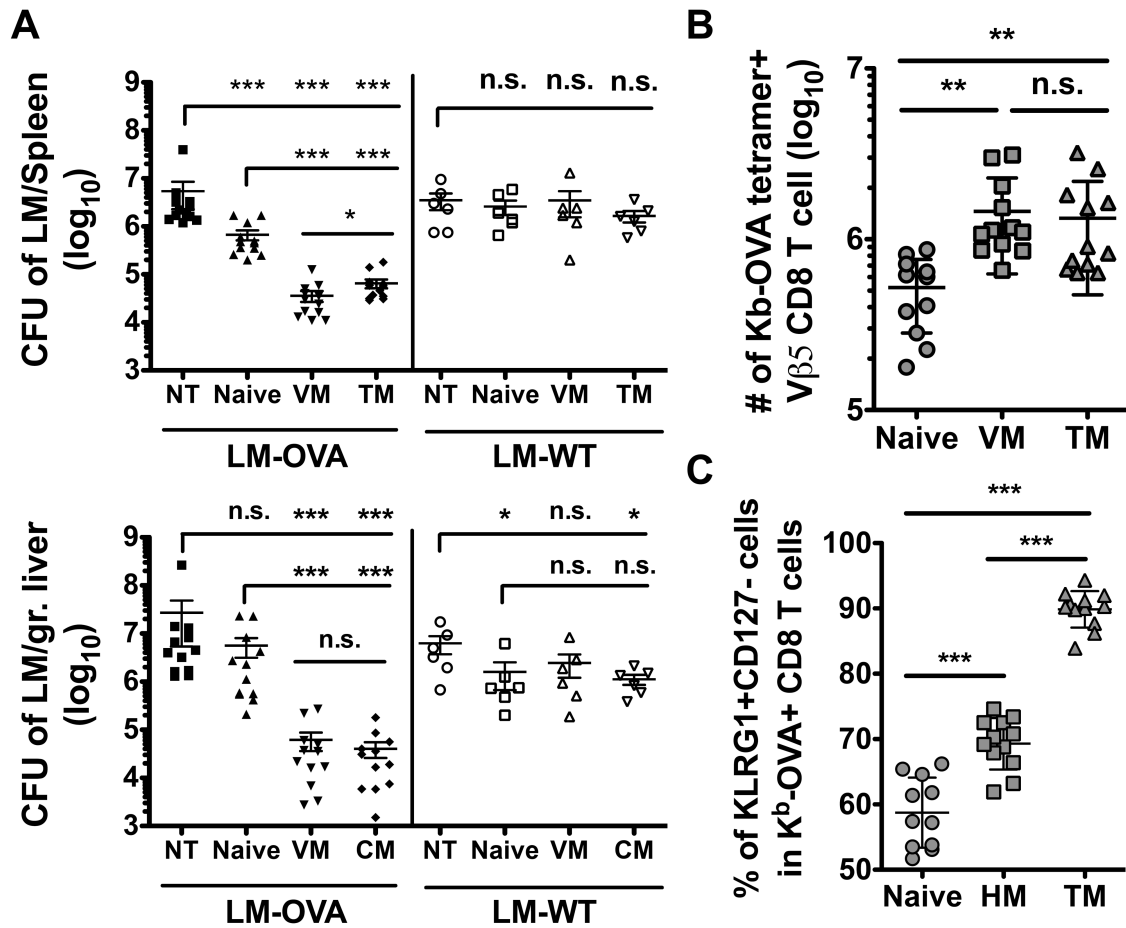 A
CFU of LM/Spleen
(log10)
9
8
7
6
5
4
3
*** *** ***
*** ***
*
n.s. n.s. n.s.
NT Naive VM TM NT Naive VM TM
LM-OVA LM-WT
CFU of LM/gr. liver
(log10)
9
8
7
6
5
4
3
n.s. *** ***
*** ***
n.s.
* n.s. *
n.s. n.s.
NT Naive VM CM NT Naive VM CM
LM-OVA LM-WT
B
# of Kb-OVA tetramer+
Vβ5 CD8 T cell (log10)
7
6
5
**
** n.s.
Naive VM TM
C
% of KLRG1+CD127- cells
in Kb-OVA+ CD8 T cells
100
90
80
70
60
50
***
***
***
Naive HM TM